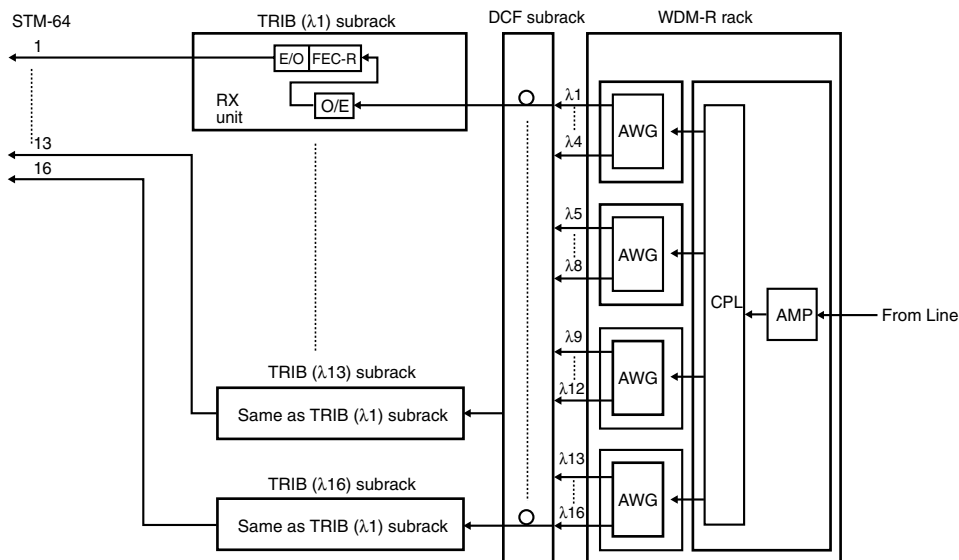 STM-64
TRIB (λ1) subrack
DCF subrack
WDM-R rack
1
E/O
FEC-R
RX
unit
O/E
λ1
λ4
AWG
13
16
λ5
λ8
AWG
CPL
AMP
From Line
λ9
λ12
AWG
TRIB (λ13) subrack
Same as TRIB (λ1) subrack
λ13
λ16
AWG
TRIB (λ16) subrack
Same as TRIB (λ1) subrack